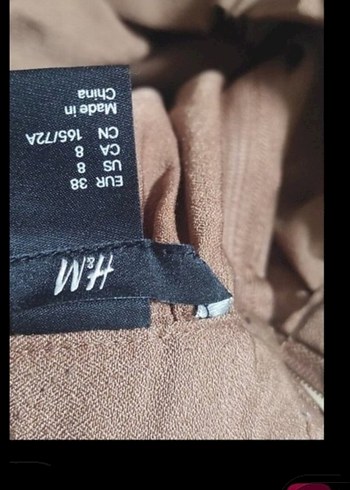 H&M
EUR 38
US 8
CA 8
CN 165/72A
Made in
China